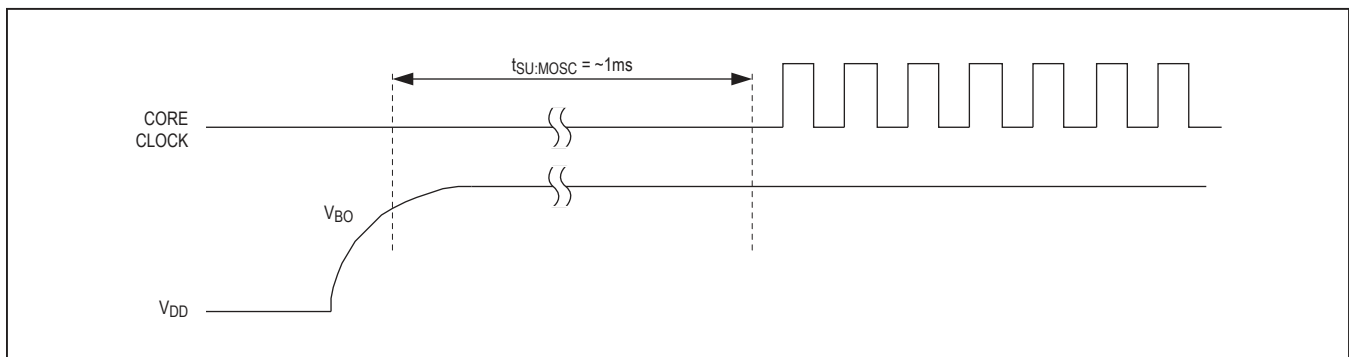 tSU:MOSC = ~1ms
CORE
CLOCK
VBO
VDD